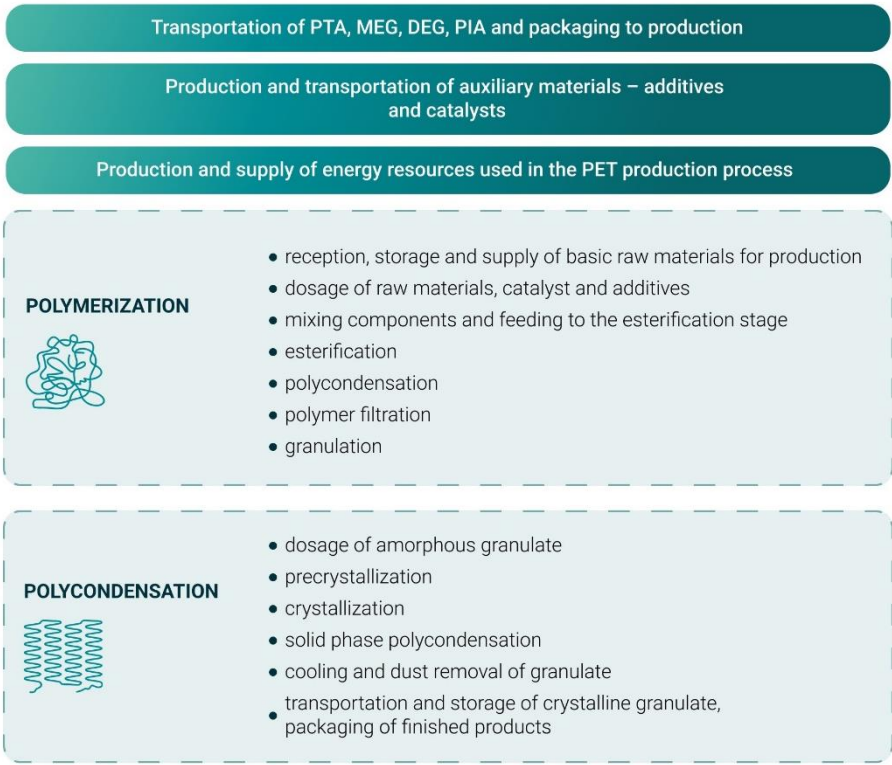 Transportation of PTA, MEG, DEG, PIA and packaging to production
Production and transportation of auxiliary materials – additives
and catalysts
Production and supply of energy resources used in the PET production process
POLYMERIZATION
• reception, storage and supply of basic raw materials for production
• dosage of raw materials, catalyst and additives
• mixing components and feeding to the esterification stage
• esterification
• polycondensation
• polymer filtration
• granulation
POLYCONDENSATION
• dosage of amorphous granulate
• precrystallization
• crystallization
• solid phase polycondensation
• cooling and dust removal of granulate
• transportation and storage of crystalline granulate,
packaging of finished products